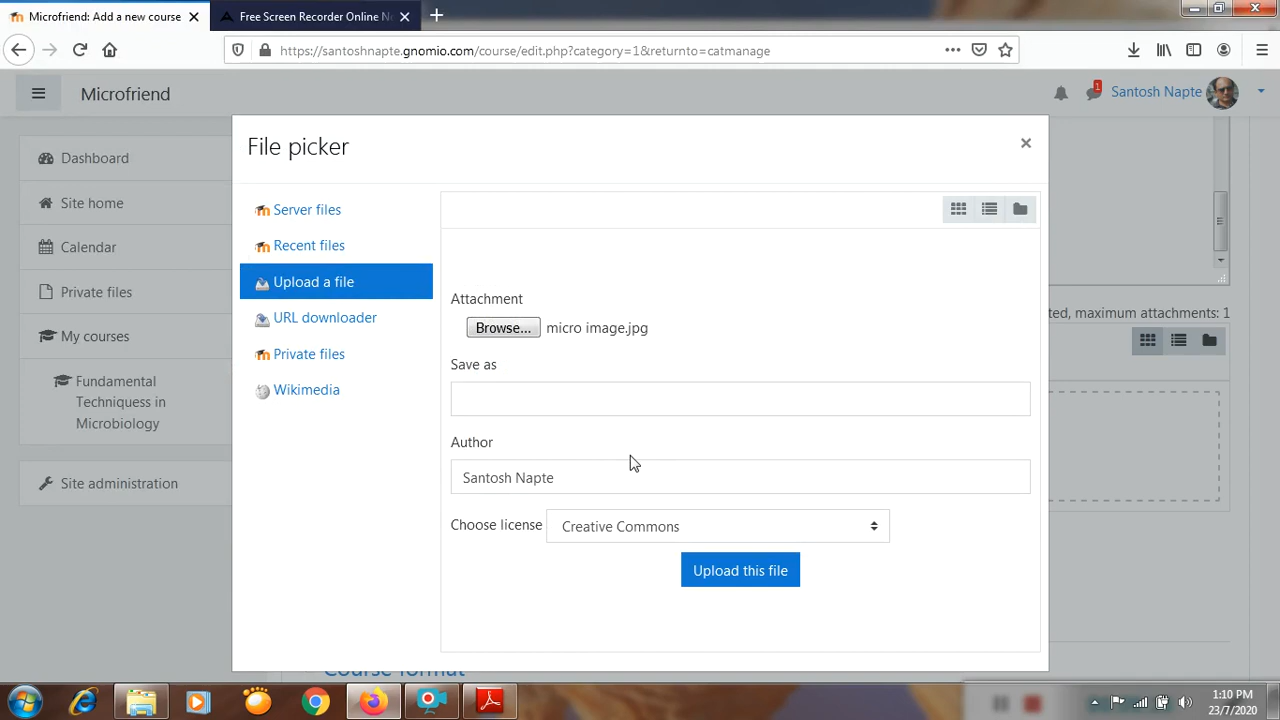 Microfriend: Add a new course
Free Screen Recorder Online N
https://santoshnapte.gnomio.com/course/edit.php?category=1&returnto=catmanage
Microfriend
1
Santosh Napte
Dashboard
Site home
Calendar
Private files
My courses
Fundamental
Techniquess in
Microbiology
Site administration
File picker
Server files
Recent files
Upload a file
URL downloader
Private files
Wikimedia
Attachment
Browse... micro image.jpg
Save as
Author
Santosh Napte
Choose license Creative Commons
Upload this file
ted, maximum attachments: 1
Course format
1:10 PM
23/7/2020